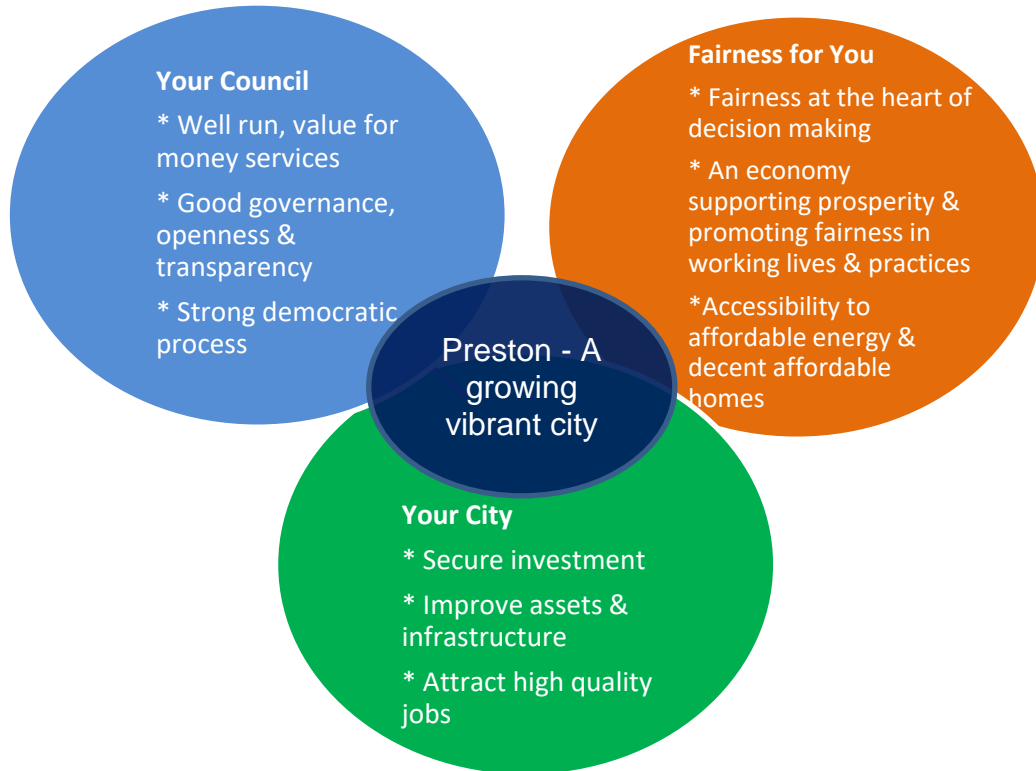 Your Council
* Well run, value for
money services
* Good governance,
openness &
transparency
* Strong democratic
process
Fairness for You
* Fairness at the heart of
decision making
* An economy
supporting prosperity &
promoting fairness in
working lives & practices
*Accessibility to
affordable energy &
decent affordable
homes
Preston - A
growing
vibrant city
Your City
* Secure investment
* Improve assets &
infrastructure
* Attract high quality
jobs